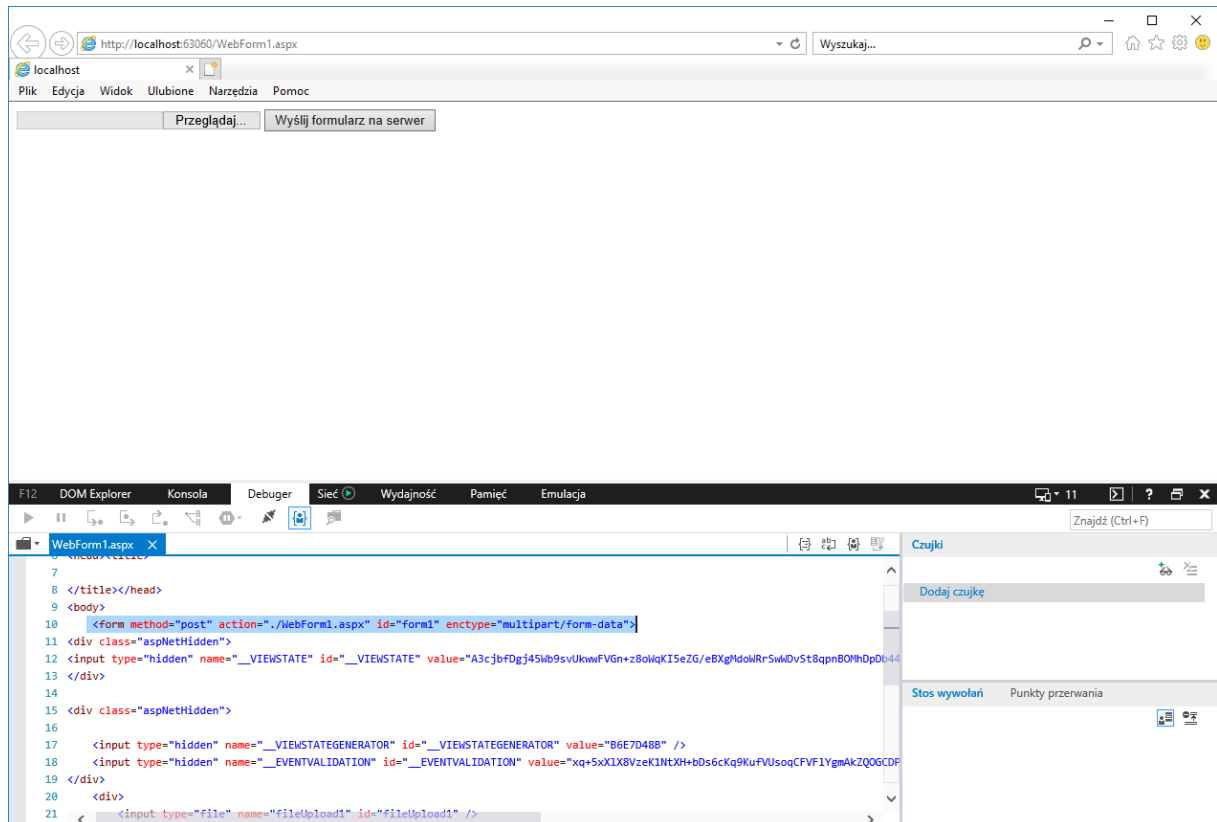 http://localhost:63060/WebForm1.aspx
Wyszukaj...
localhost
Plik Edycja Widok Ulubione Narzędzia Pomoc
Przeglądaj... Wyślij formularz na serwer
F12 DOM Explorer Konsola Debuger Sieć Wydajność Pamięć Emulacja 11 ?
Znajdź (Ctrl+F)
WebForm1.aspx
Czujki
Dodaj czujkę
6 <head><title>
7
8 </title></head>
9 <body>
10 <form method="post" action="./WebForm1.aspx" id="form1" enctype="multipart/form-data">
11 <div class="aspNetHidden">
12 <input type="hidden" name="__VIEWSTATE" id="__VIEWSTATE" value="A3cjbfDgj45Wb9svUkwwFVGn+z8oWqKI5eZG/eBXgMdoWRrSwWDvSt8qpnBOMhDpDb44
13 </div>
14
15 <div class="aspNetHidden">
16
17 <input type="hidden" name="__VIEWSTATEGENERATOR" id="__VIEWSTATEGENERATOR" value="B6E7D48B" />
18 <input type="hidden" name="__EVENTVALIDATION" id="__EVENTVALIDATION" value="xq+5xXlX8VzeK1NtXH+bDs6cKq9KufVUsoqCFVFlYgmAkZQOGCDP
19 </div>
20 <div>
21 <input type="file" name="fileUpload1" id="fileUpload1" />
Stos wywołań Punkty przerwania